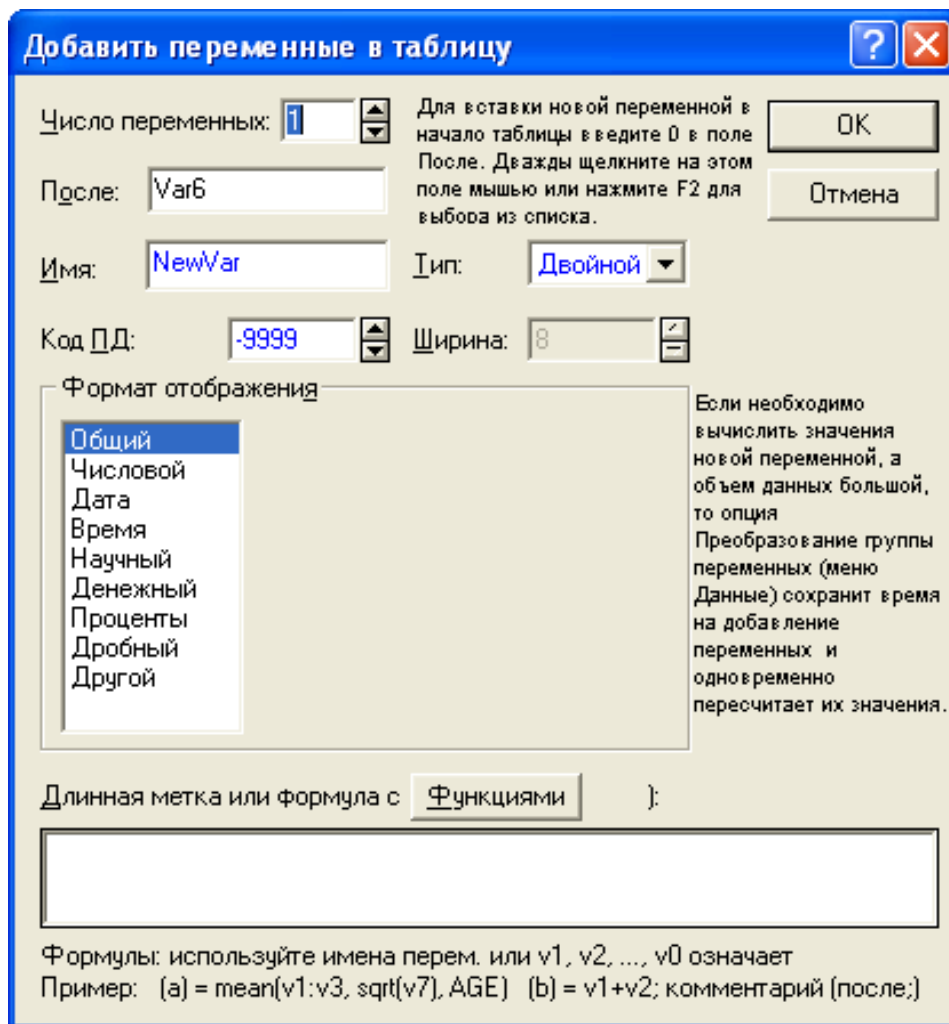 Добавить переменные в таблицу
Число переменных: 1
Для вставки новой переменной в
начало таблицы введите 0 в поле
После. Дважды щелкните на этом
поле мышью или нажмите F2 для
выбора из списка.
OK
Отмена
После: Var6
Имя: NewVar
Тип: Двойной
Код ПД: -9999
Ширина: 8
Формат отображения
Общий
Числовой
Дата
Время
Научный
Денежный
Проценты
Дробный
Другой
Если необходимо
вычислить значения
новой переменной, а
объем данных большой,
то опция
Преобразование группы
переменных (меню
Данные) сохранит время
на добавление
переменных и
одновременно
пересчитает их значения.
Длинная метка или формула с Функциями ):
Формулы: используйте имена перем. или v1, v2, ..., v0 означает
Пример: (a) = mean(v1:v3, sqrt(v7), AGE) (b) = v1+v2; комментарий (после;)